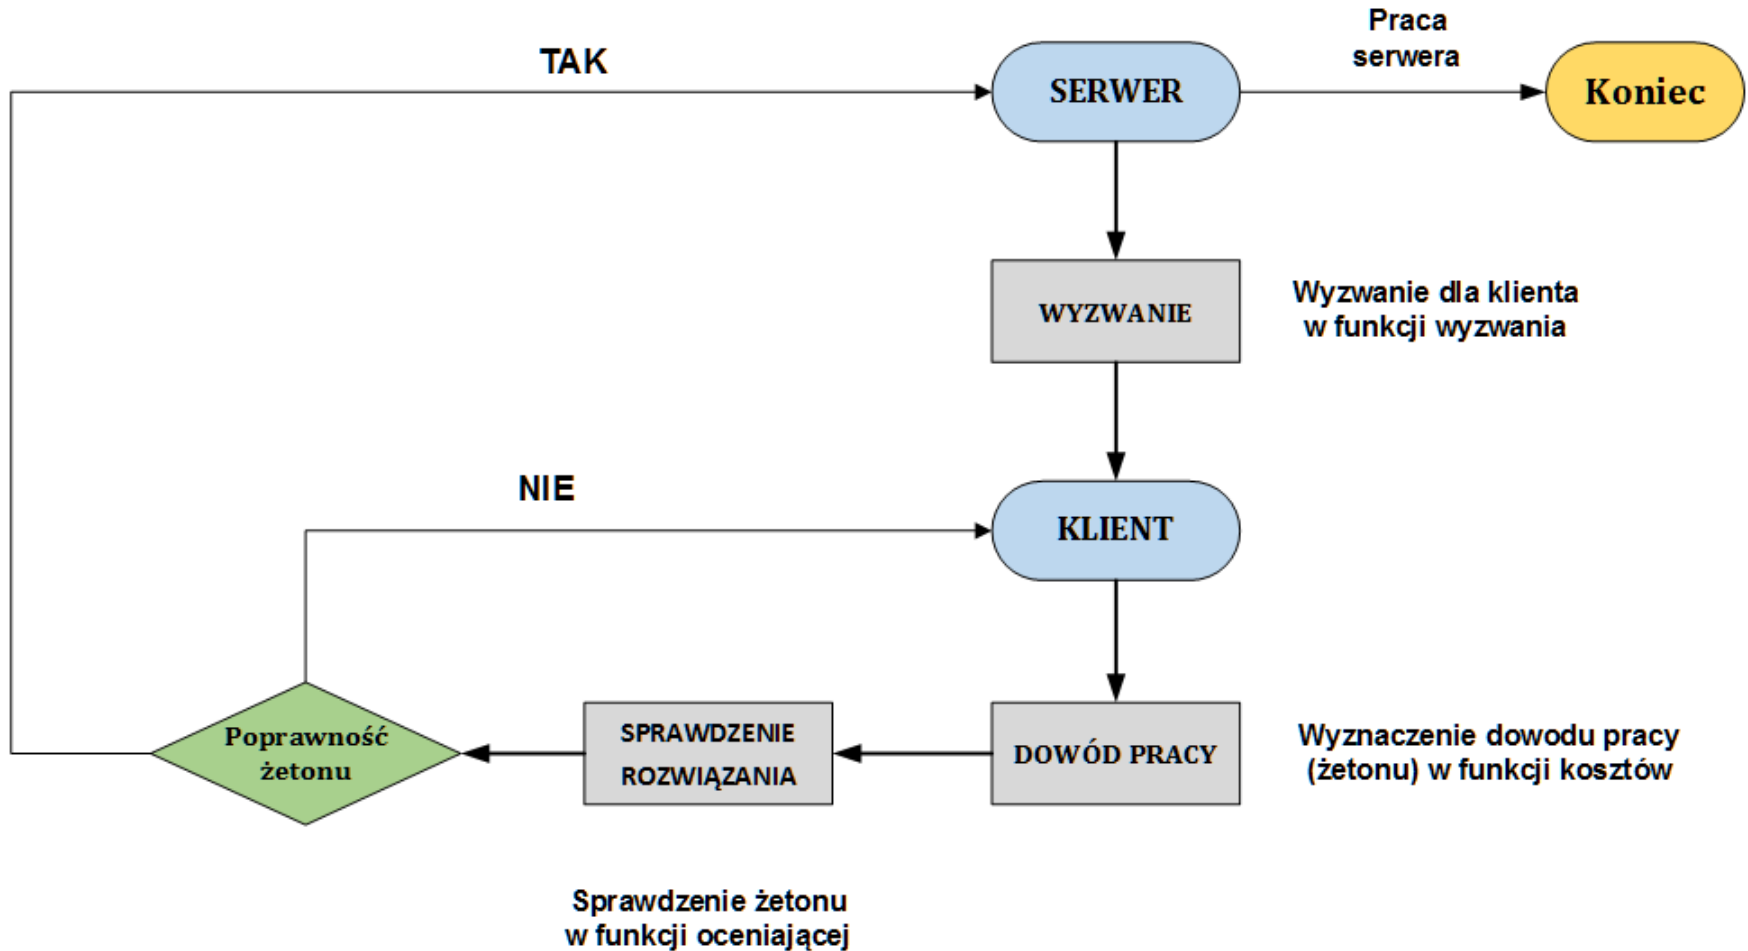 Praca
serwera
TAK
SERWER
Koniec
WYZWANIE
Wyzwanie dla klienta
w funkcji wyzwania
NIE
KLIENT
Poprawność
żetonu
SPRAWDZENIE
ROZWIĄZANIA
DOWÓD PRACY
Wyznaczenie dowodu pracy
(żetonu) w funkcji kosztów
Sprawdzenie żetonu
w funkcji oceniającej